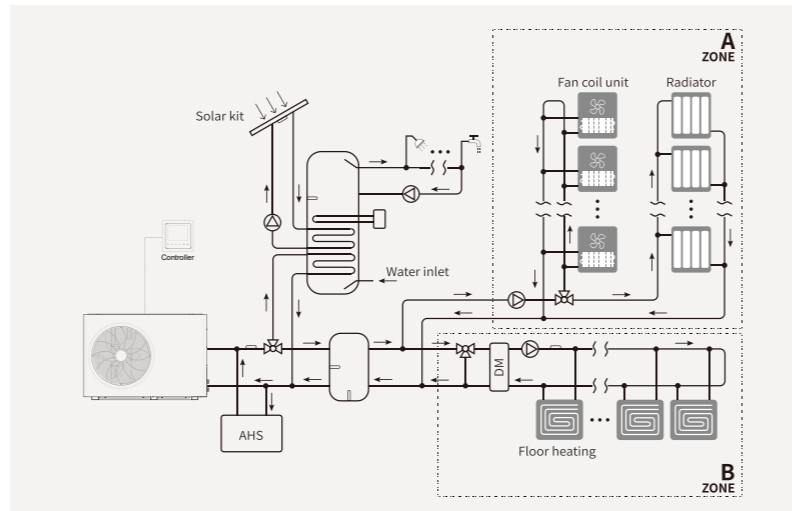 A
ZONE
Fan coil unit
Radiator
Solar kit
Controller
Water inlet
DM
AHS
Floor heating
B
ZONE